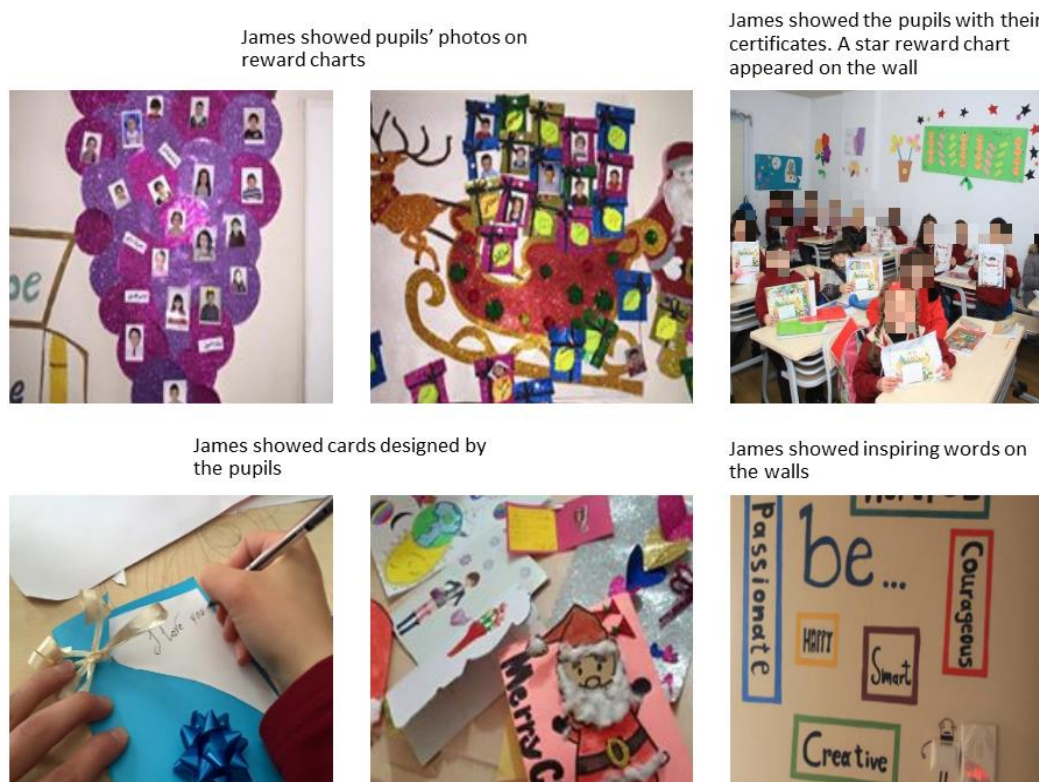 James showed pupils’ photos on
reward charts
James showed the pupils with their
certificates. A star reward chart
appeared on the wall
be
James showed cards designed by
the pupils
James showed inspiring words on
the walls
I love you
Merry C
Passionate
be...
Courageous
HAPPY
Smart
Creative